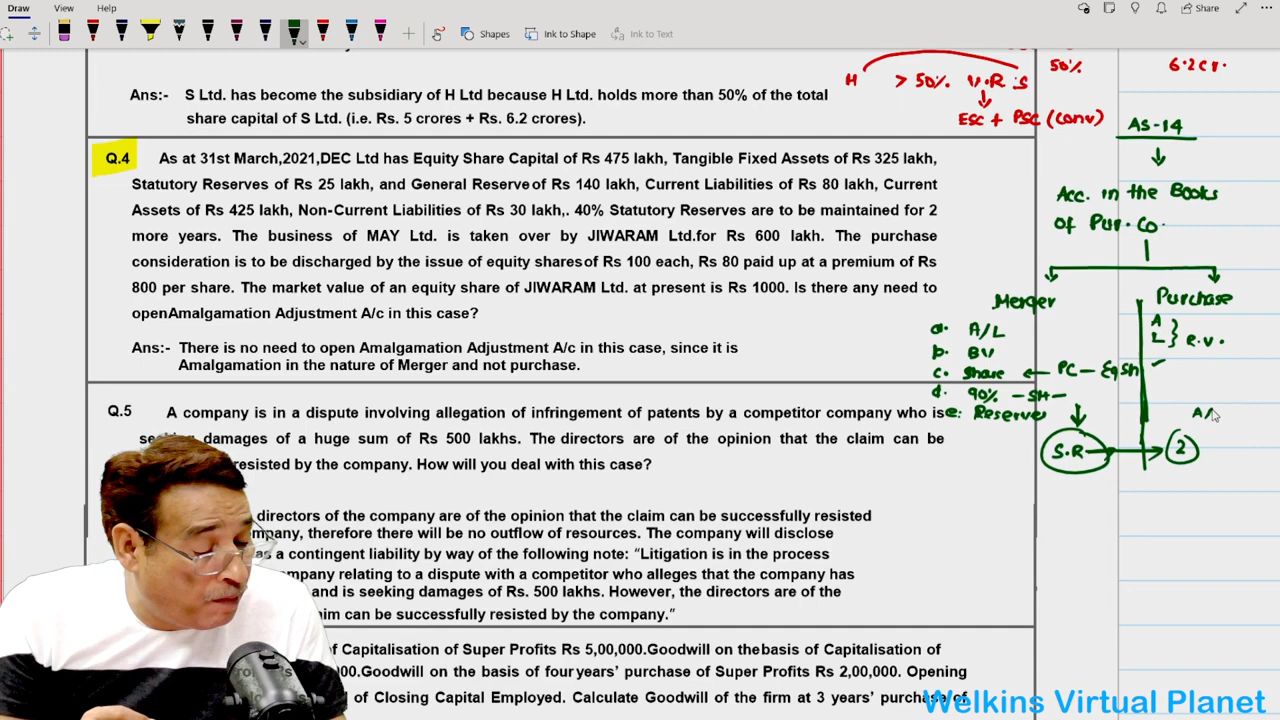 Draw View Help
Shapes Ink to Shape Ink to Text Share
H > 50% V.R is
ESC + PSC (conv)
50% 6.2 cr.
Ans:- S Ltd. has become the subsidiary of H Ltd because H Ltd. holds more than 50% of the total
share capital of S Ltd. (i.e. Rs. 5 crores + Rs. 6.2 crores).
Q.4 As at 31st March,2021,DEC Ltd has Equity Share Capital of Rs 475 lakh, Tangible Fixed Assets of Rs 325 lakh,
Statutory Reserves of Rs 25 lakh, and General Reserve of Rs 140 lakh, Current Liabilities of Rs 80 lakh, Current
Assets of Rs 425 lakh, Non-Current Liabilities of Rs 30 lakh,. 40% Statutory Reserves are to be maintained for 2
more years. The business of MAY Ltd. is taken over by JIWARAM Ltd.for Rs 600 lakh. The purchase
consideration is to be discharged by the issue of equity shares of Rs 100 each, Rs 80 paid up at a premium of Rs
800 per share. The market value of an equity share of JIWARAM Ltd. at present is Rs 1000. Is there any need to
openAmalgamation Adjustment A/c in this case?
Ans:- There is no need to open Amalgamation Adjustment A/c in this case, since it is
Amalgamation in the nature of Merger and not purchase.
Q.5 A company is in a dispute involving allegation of infringement of patents by a competitor company who is
damages of a huge sum of Rs 500 lakhs. The directors are of the opinion that the claim can be
resisted by the company. How will you deal with this case?
directors of the company are of the opinion that the claim can be successfully resisted
therefore there will be no outflow of resources. The company will disclose
as a contingent liability by way of the following note: “Litigation is in the process
relating to a dispute with a competitor who alleges that the company has
and is seeking damages of Rs. 500 lakhs. However, the directors are of the
can be successfully resisted by the company.”
of Capitalisation of Super Profits Rs 5,00,000.Goodwill on the basis of Capitalisation of
Goodwill on the basis of four years’ purchase of Super Profits Rs 2,00,000. Opening
of Closing Capital Employed. Calculate Goodwill of the firm at 3 years’ purchase of
AS-14
Acc. in the Books
of Pur. Co.
Merger Purchase
a. A/L
b. BV
c. Share ← PC – Eq Sh
d. 90% – SH –
e. Reserves
A
L } R.V.
A/
S.R → 2
Welkins Virtual Planet